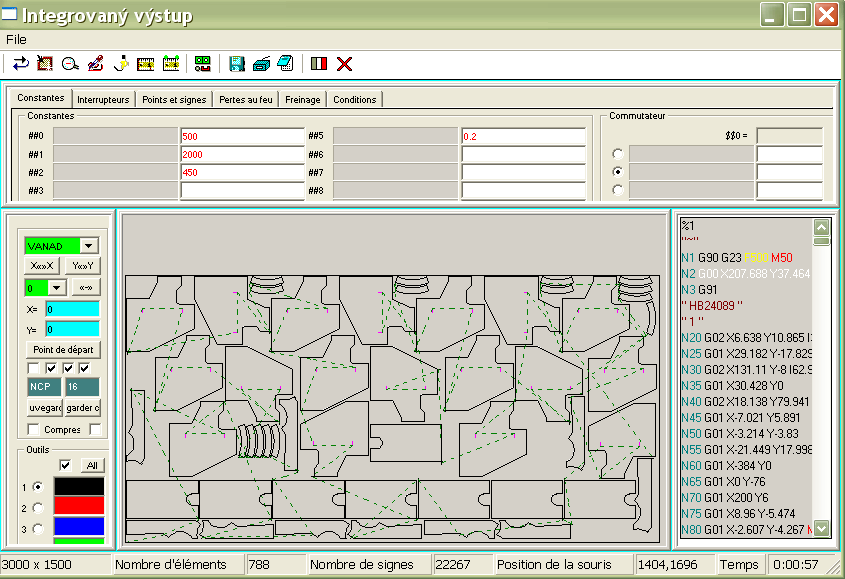 Integrovaný výstup
File
Constantes Interrupteurs Points et signes Pertes au feu Freinage Conditions
Constantes
##0 500 ##5 0.2
##1 2000 ##6
##2 450 ##7
##3 ##8
Commutateur
$$0 =
VANAD
X«»X Y«»Y
0 «-»
X= 0
Y= 0
Point de départ
NCP 16
uvegard garder c
Compres
Outils
All
1
2
3
%1
N1 G90 G23 F500 M50
N2 G00 X207.688 Y37.464
N3 G91
" HB24089 "
" 1 "
N20 G02 X6.638 Y10.865 I3
N25 G01 X29.182 Y-17.829
N30 G02 X131.11 Y-8 I62.9
N35 G01 X30.428 Y0
N40 G02 X18.138 Y79.941
N45 G01 X-7.021 Y5.891
N50 G01 X-3.214 Y-3.83
N55 G01 X-21.449 Y17.998
N60 G01 X-384 Y0
N65 G01 X0 Y-76
N70 G01 X200 Y6
N75 G01 X8.96 Y-5.474
N80 G01 X-2.607 Y-4.267 M
3000 x 1500 Nombre d'éléments 788 Nombre de signes 22267 Position de la souris 1404,1696 Temps 0:00:57